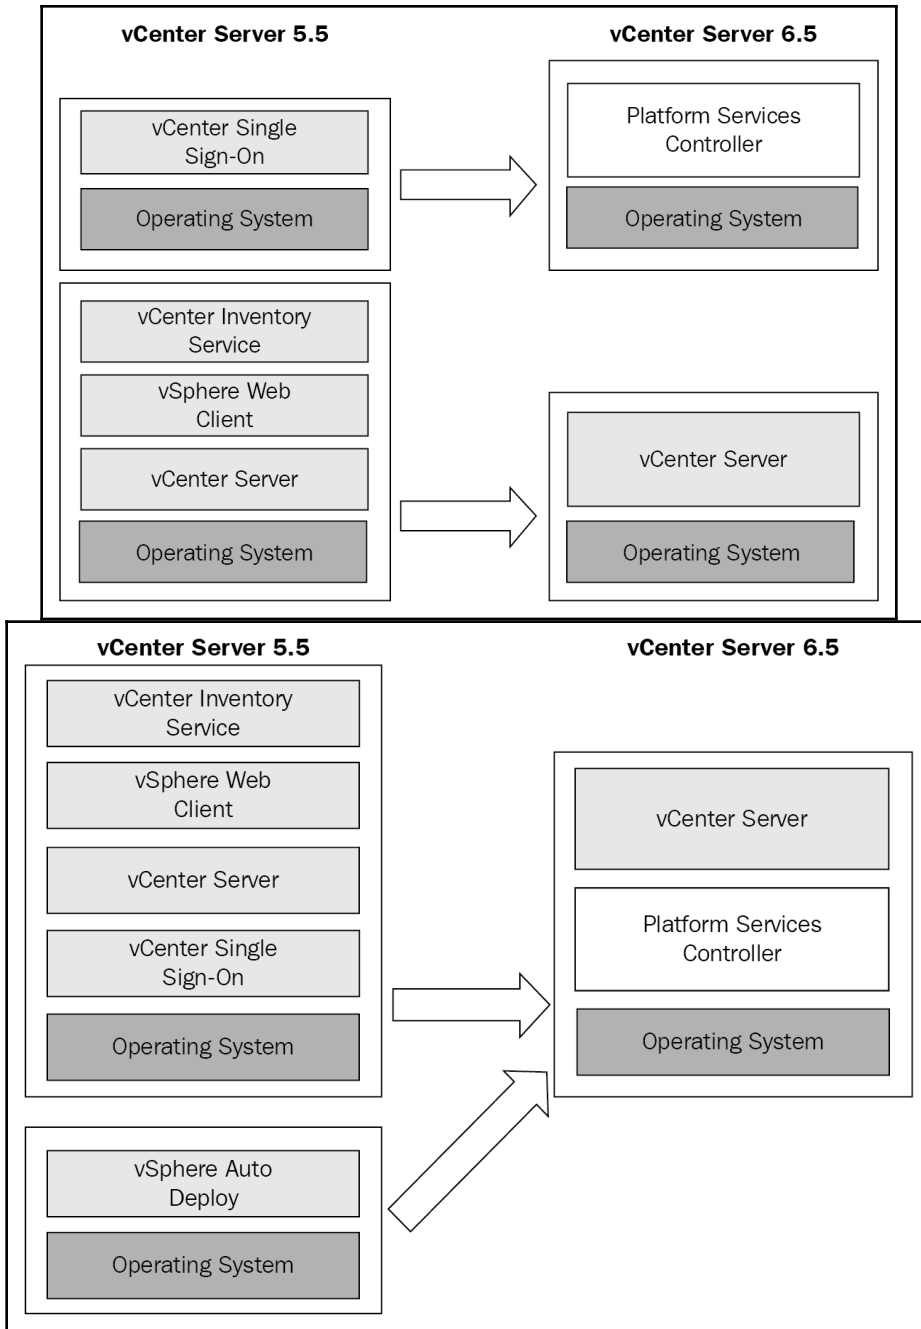 vCenter Server 5.5
vCenter Server 6.5
vCenter Single
Sign-On
Operating System
Platform Services
Controller
Operating System
vCenter Inventory
Service
vSphere Web
Client
vCenter Server
Operating System
vCenter Server
Operating System
vCenter Server 5.5
vCenter Server 6.5
vCenter Inventory
Service
vSphere Web
Client
vCenter Server
vCenter Single
Sign-On
Operating System
vCenter Server
Platform Services
Controller
Operating System
vSphere Auto
Deploy
Operating System